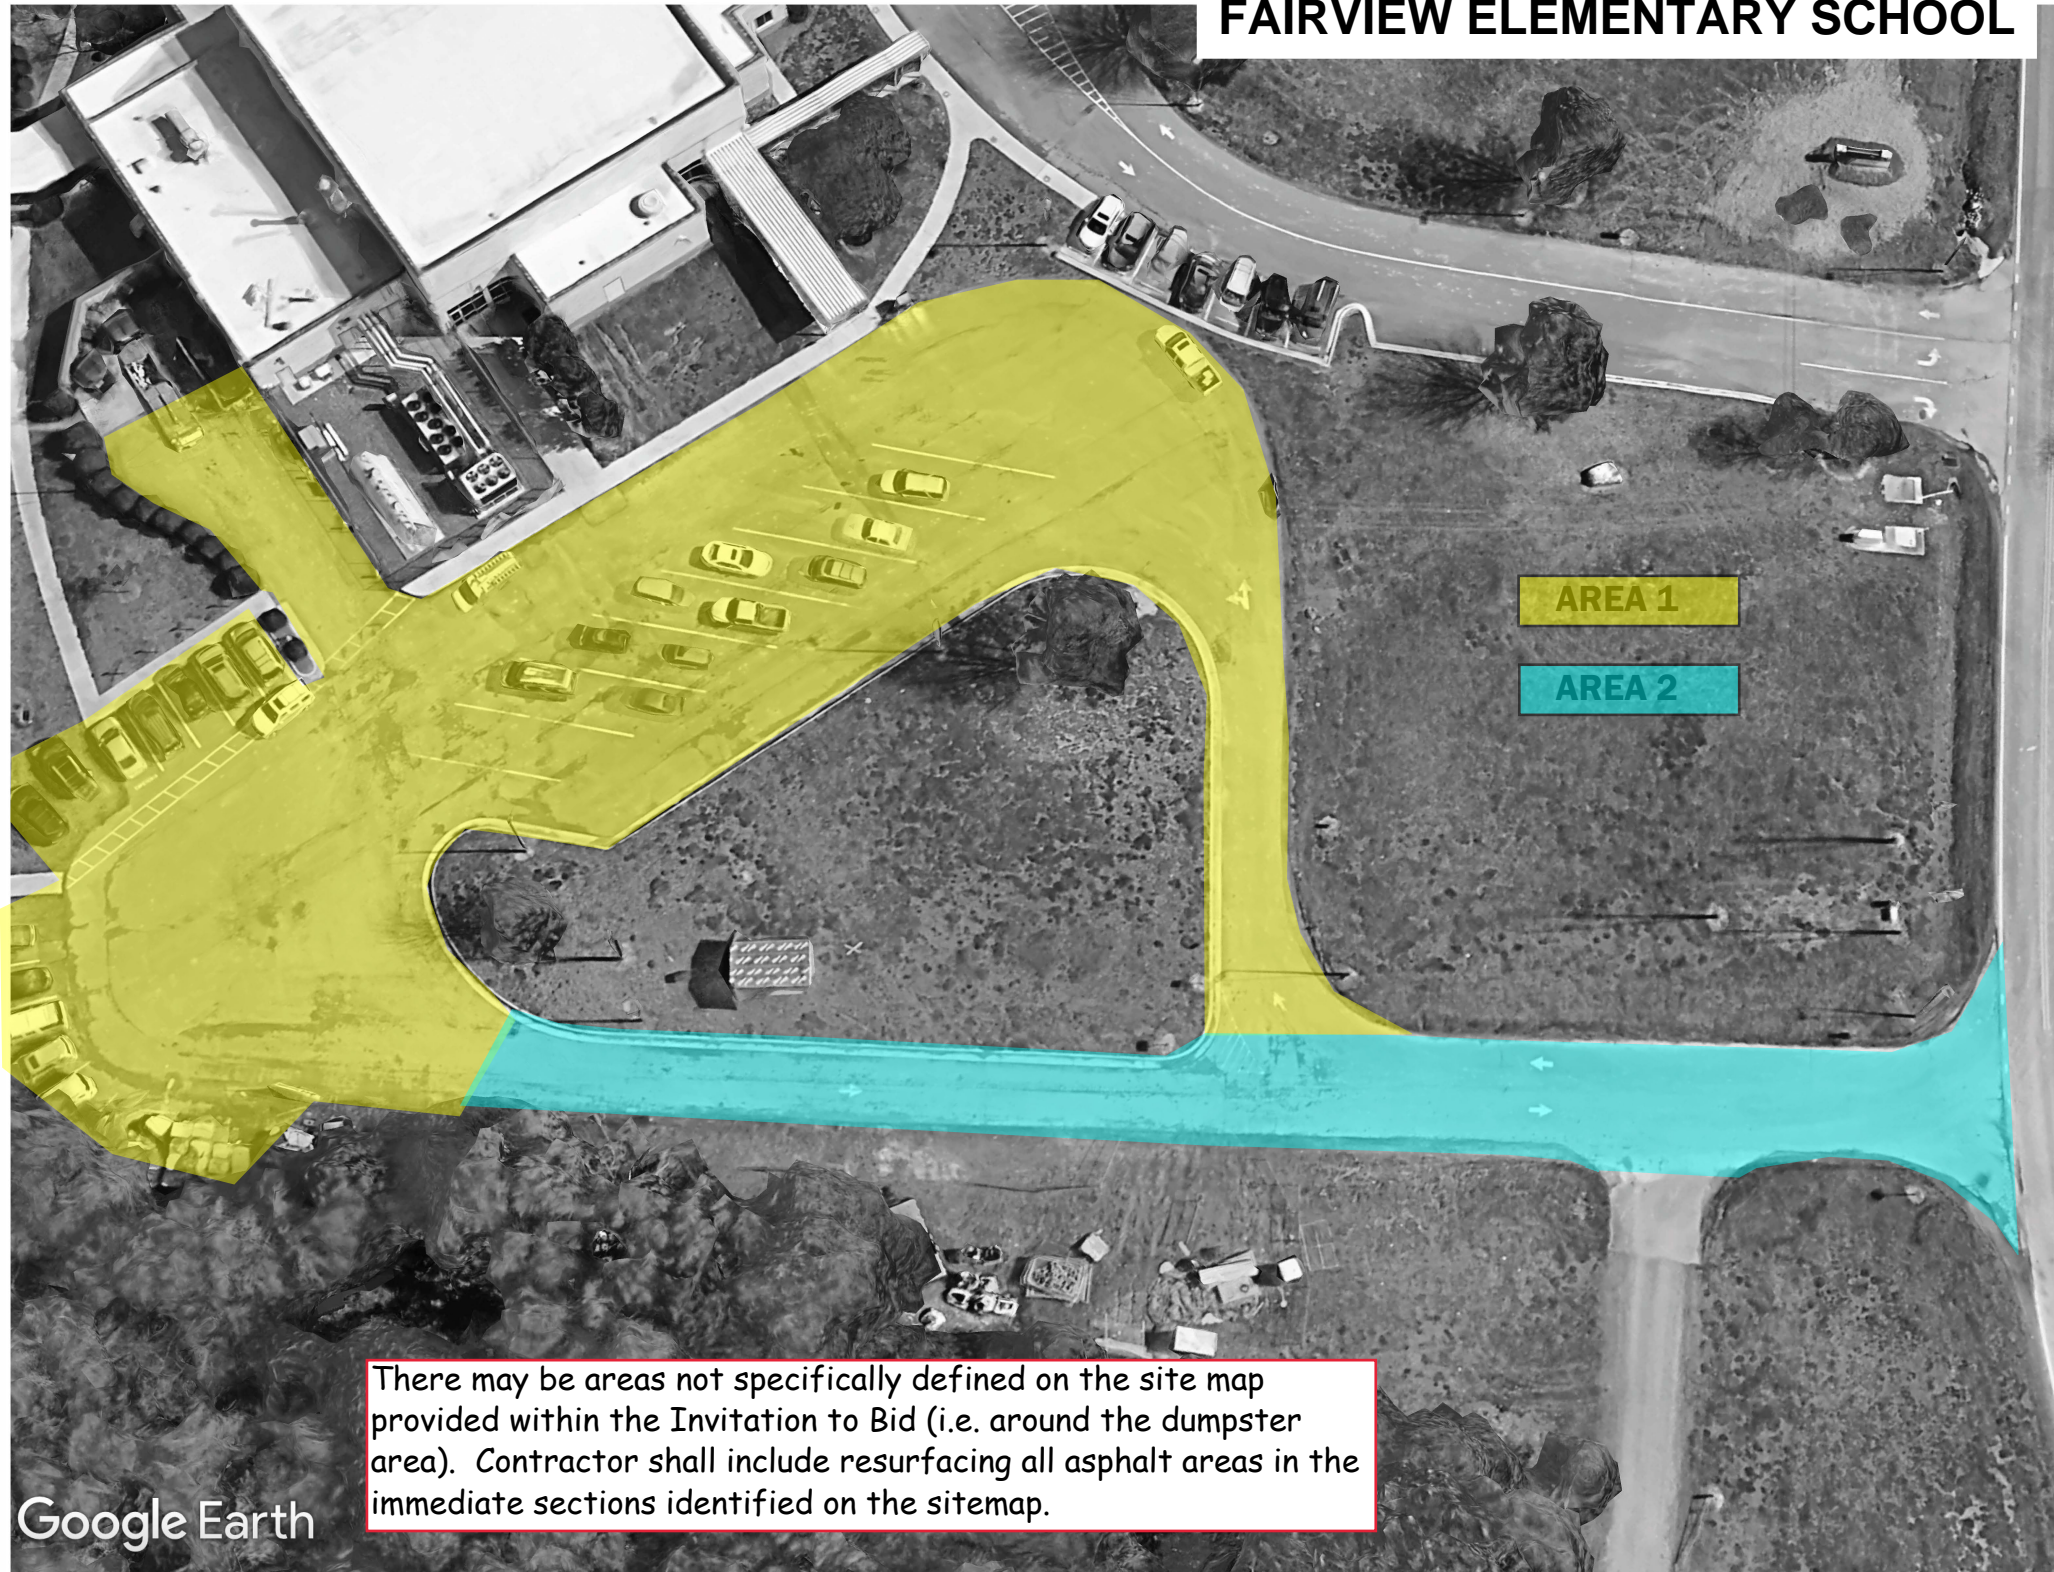 FAIRVIEW ELEMENTARY SCHOOL
AREA 1
AREA 2
There may be areas not specifically defined on the site map
provided within the Invitation to Bid (i.e. around the dumpster
area).  Contractor shall include resurfacing all asphalt areas in the
immediate sections identified on the sitemap.
Google Earth